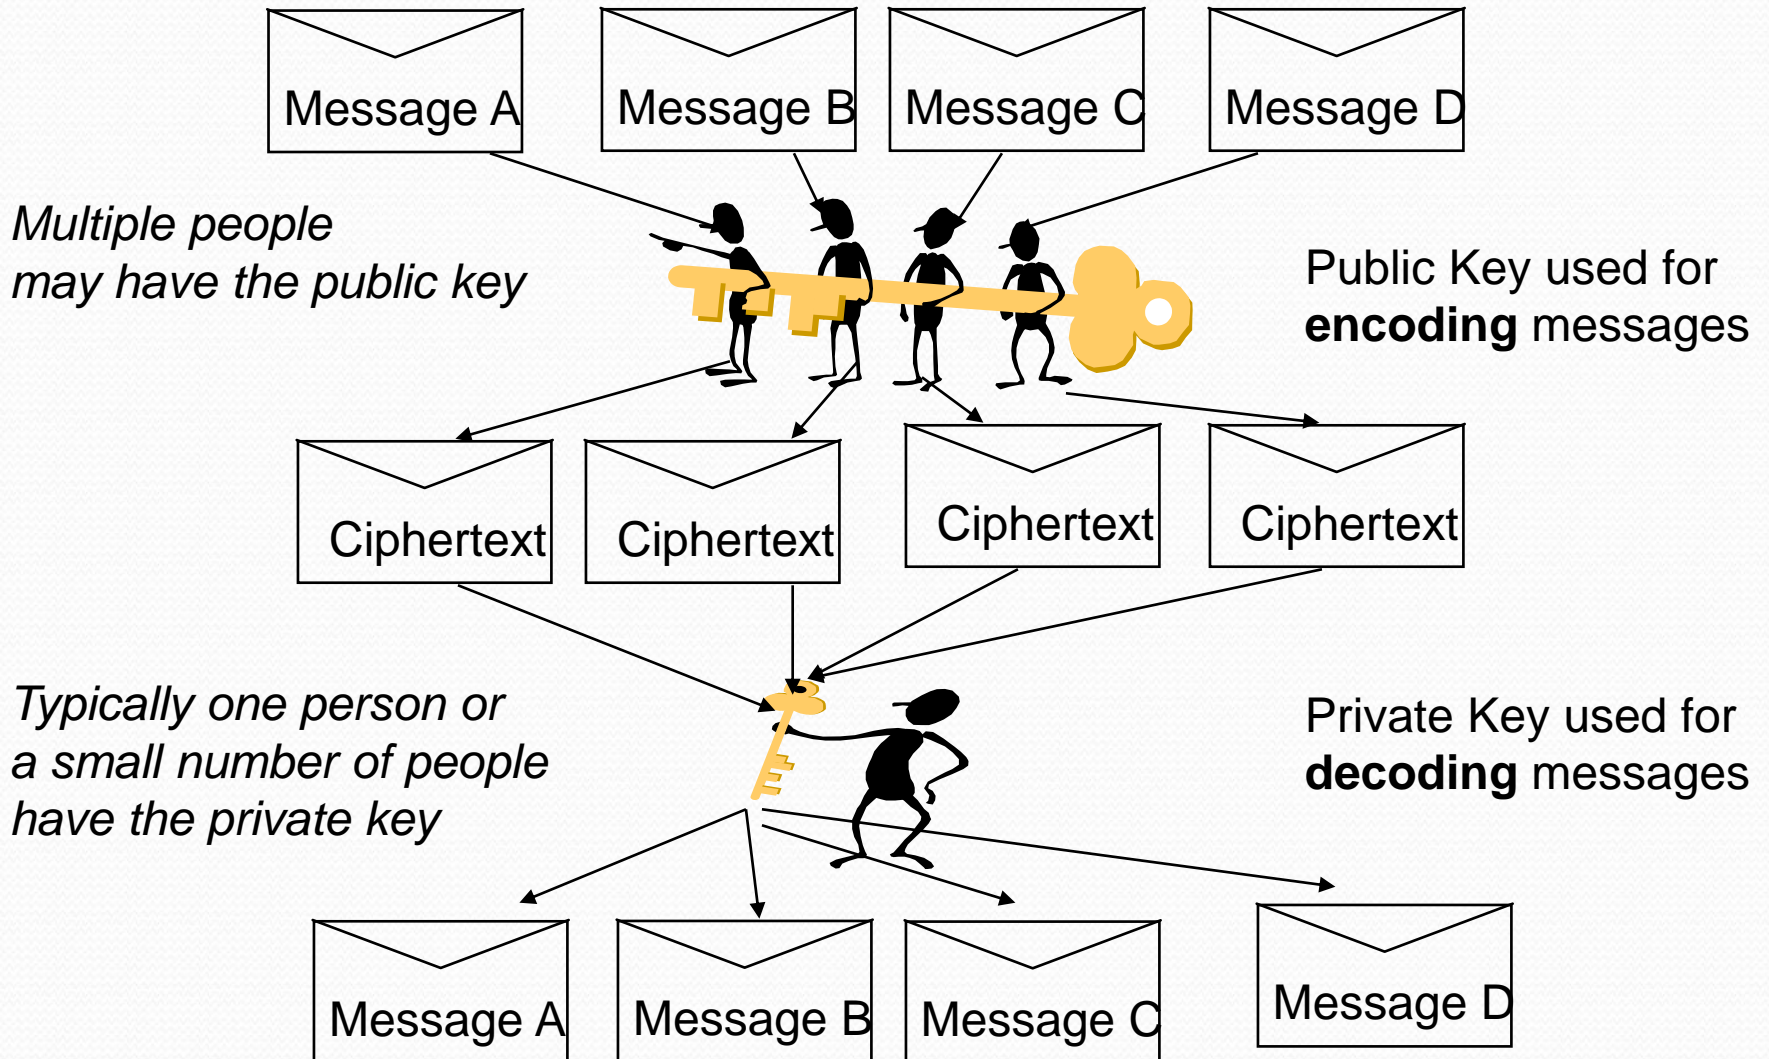 Message A
Message B
Message C
Message D
Multiple people
may have the public key
Public Key used for
encoding messages
Ciphertext
Ciphertext
Ciphertext
Ciphertext
Typically one person or
a small number of people
have the private key
Private Key used for
decoding messages
Message A
Message B
Message C
Message D